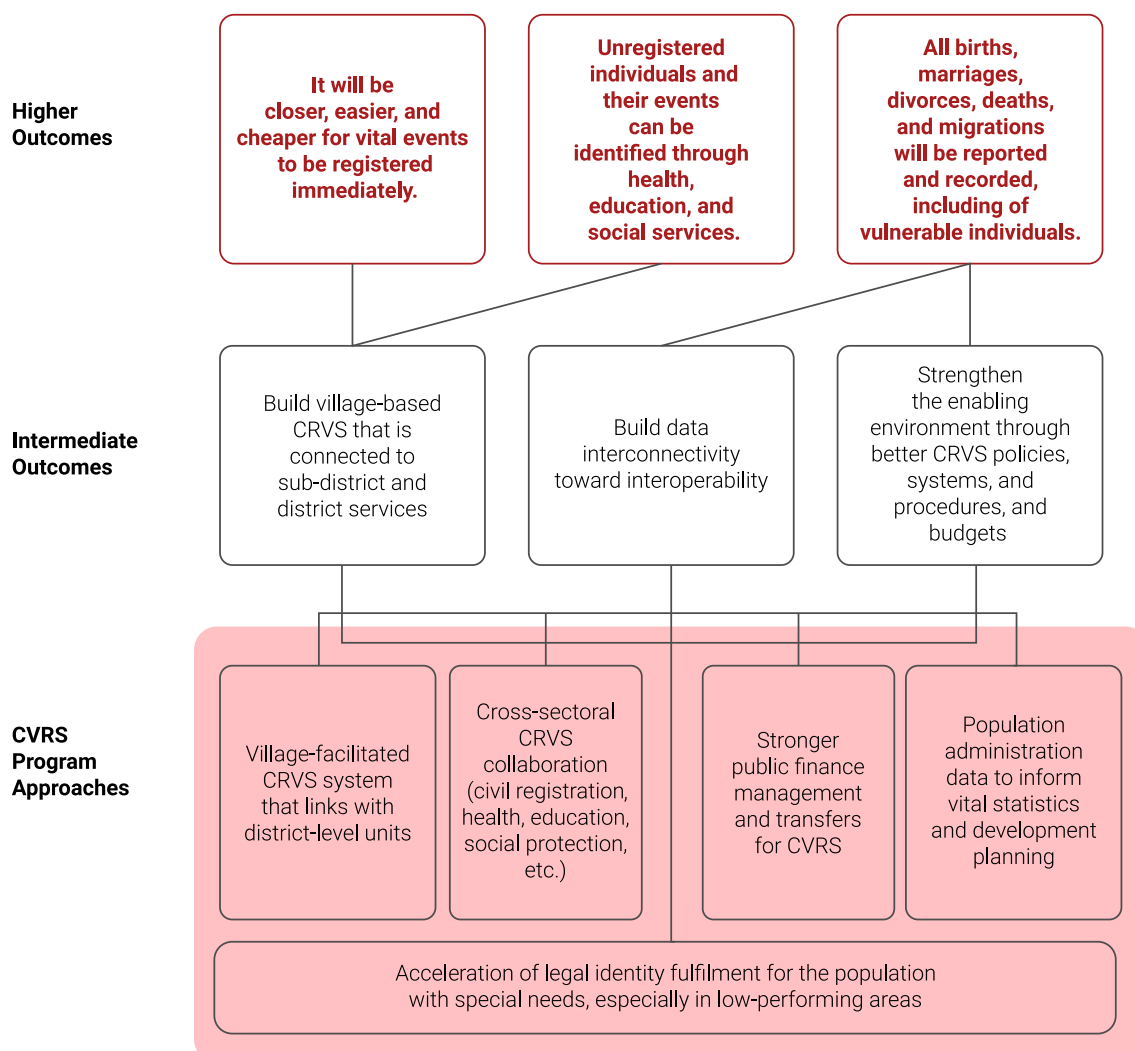 Higher
Outcomes
It will be
closer, easier, and
cheaper for vital events
to be registered
immediately.
Unregistered
individuals and
their events
can be
identified through
health,
education, and
social services.
All births,
marriages,
divorces, deaths,
and migrations
will be reported
and recorded,
including of
vulnerable individuals.
Intermediate
Outcomes
Build village-based
CRVS that is
connected to
sub-district and
district services
Build data
interconnectivity
toward interoperability
Strengthen
the enabling
environment through
better CRVS policies,
systems, and
procedures, and
budgets
CVRS
Program
Approaches
Village-facilitated
CRVS system
that links with
district-level units
Cross-sectoral
CRVS
collaboration
(civil registration,
health, education,
social protection,
etc.)
Stronger
public finance
management
and transfers
for CVRS
Population
administration
data to inform
vital statistics
and development
planning
Acceleration of legal identity fulfilment for the population
with special needs, especially in low-performing areas